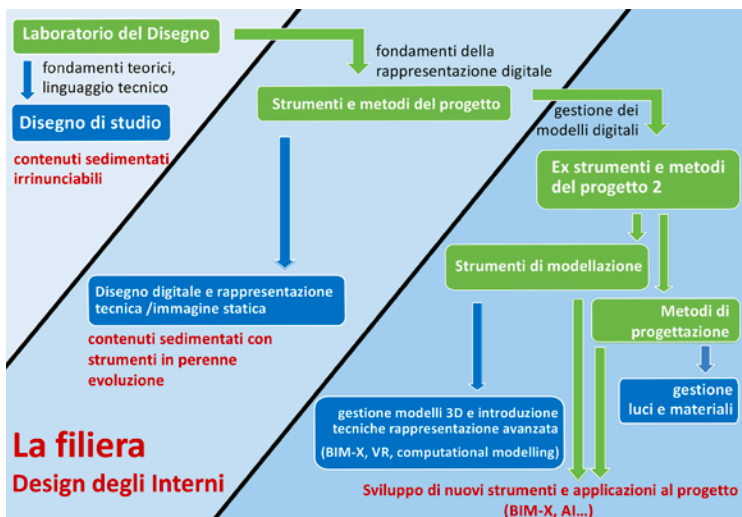 Laboratorio del Disegno
fondamenti teorici,
linguaggio tecnico
Disegno di studio
contenuti sedimentati
irrinunciabili
fondamenti della
rappresentazione digitale
Strumenti e metodi del progetto
gestione dei
modelli digitali
Ex strumenti e metodi
del progetto 2
Strumenti di modellazione
Disegno digitale e rappresentazione
tecnica /immagine statica
contenuti sedimentati con
strumenti in perenne
evoluzione
Metodi di
progettazione
gestione
luci e materiali
gestione modelli 3D e introduzione
tecniche rappresentazione avanzata
(BIM-X, VR, computational modelling)
La filiera
Design degli Interni
Sviluppo di nuovi strumenti e applicazioni al progetto
(BIM-X, AI...)